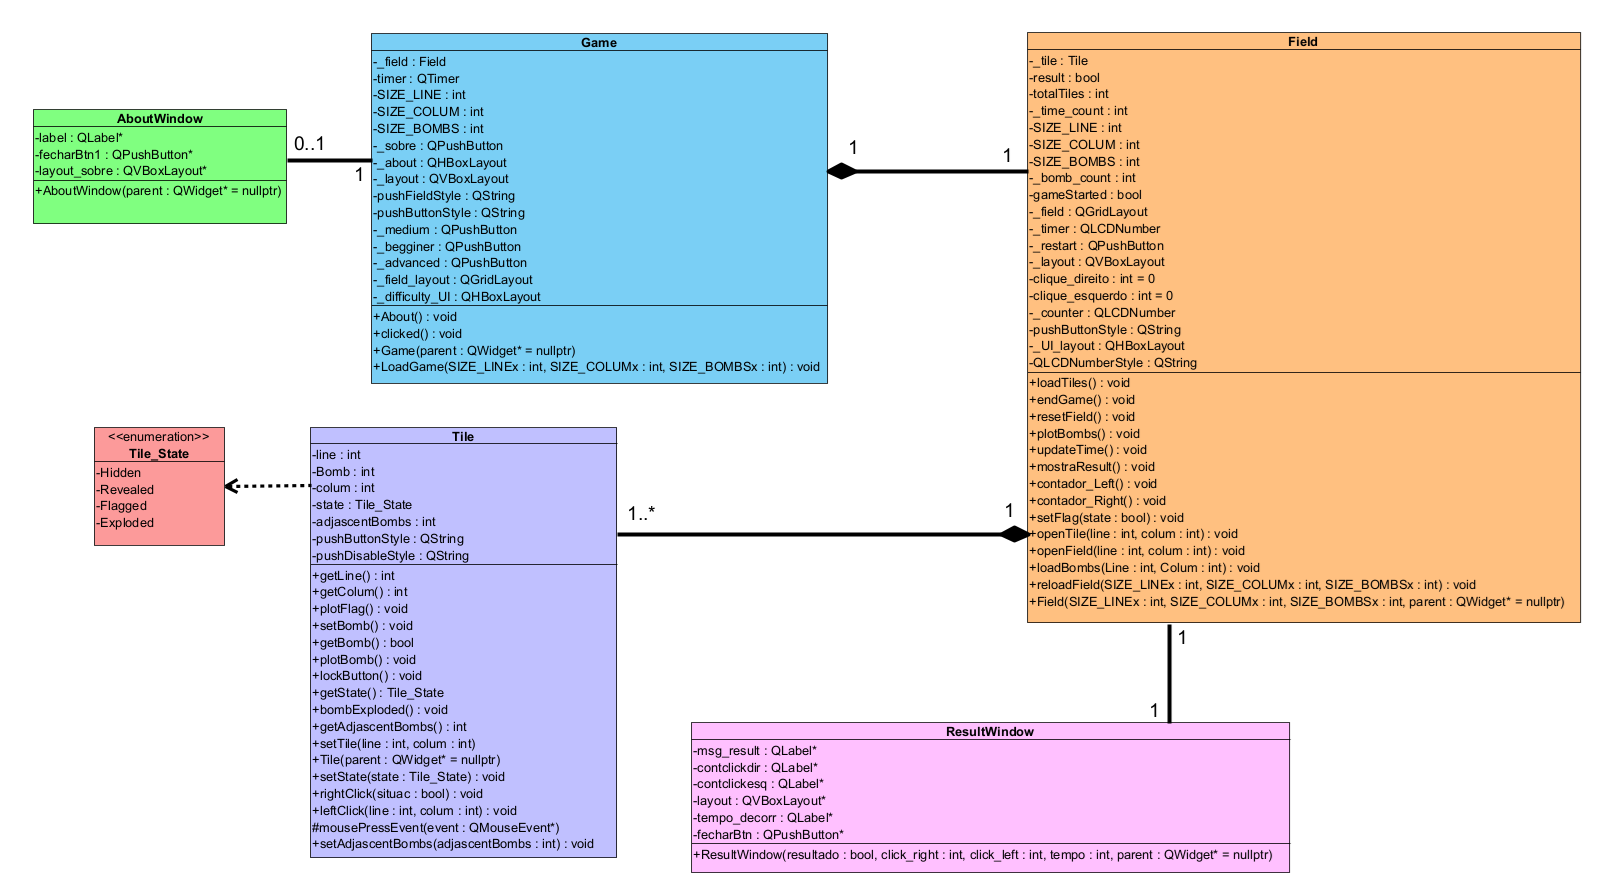 AboutWindow
-label : QLabel*
-fecharBtn1 : QPushButton*
-layout_sobre : QVBoxLayout*
+AboutWindow(parent : QWidget* = nullptr)
0..1
1
Game
-_field : Field
-timer : QTimer
-SIZE_LINE : int
-SIZE_COLUM : int
-SIZE_BOMBS : int
-_sobre : QPushButton
-_about : QHBoxLayout
-_layout : QVBoxLayout
-pushFieldStyle : QString
-pushButtonStyle : QString
-_medium : QPushButton
-_begginer : QPushButton
-_advanced : QPushButton
-_field_layout : QGridLayout
-_difficulty_UI : QHBoxLayout
+About() : void
+clicked() : void
+Game(parent : QWidget* = nullptr)
+LoadGame(SIZE_LINEx : int, SIZE_COLUMx : int, SIZE_BOMBSx : int) : void
1
1
Field
-_tile : Tile
-result : bool
-totalTiles : int
-_time_count : int
-SIZE_LINE : int
-SIZE_COLUM : int
-SIZE_BOMBS : int
-_bomb_count : int
-gameStarted : bool
-_field : QGridLayout
-_timer : QLCDNumber
-_restart : QPushButton
-_layout : QVBoxLayout
-clique_direito : int = 0
-clique_esquerdo : int = 0
-_counter : QLCDNumber
-pushButtonStyle : QString
-_UI_layout : QHBoxLayout
-QLCDNumberStyle : QString
+loadTiles() : void
+endGame() : void
+resetField() : void
+plotBombs() : void
+updateTime() : void
+mostraResult() : void
+contador_Left() : void
+contador_Right() : void
+setFlag(state : bool) : void
+openTile(line : int, colum : int) : void
+openField(line : int, colum : int) : void
+loadBombs(Line : int, Colum : int) : void
+reloadField(SIZE_LINEx : int, SIZE_COLUMx : int, SIZE_BOMBSx : int) : void
+Field(SIZE_LINEx : int, SIZE_COLUMx : int, SIZE_BOMBSx : int, parent : QWidget* = nullptr)
<<enumeration>>
Tile_State
-Hidden
-Revealed
-Flagged
-Exploded
Tile
-line : int
-Bomb : int
-colum : int
-state : Tile_State
-adjascentBombs : int
-pushButtonStyle : QString
-pushDisableStyle : QString
+getLine() : int
+getColum() : int
+plotFlag() : void
+setBomb() : void
+getBomb() : bool
+plotBomb() : void
+lockButton() : void
+getState() : Tile_State
+bombExploded() : void
+getAdjascentBombs() : int
+setTile(line : int, colum : int)
+Tile(parent : QWidget* = nullptr)
+setState(state : Tile_State) : void
+rightClick(situac : bool) : void
+leftClick(line : int, colum : int) : void
#mousePressEvent(event : QMouseEvent*)
+setAdjascentBombs(adjascentBombs : int) : void
1..*
1
1
1
ResultWindow
-msg_result : QLabel*
-contclickdir : QLabel*
-contclickesq : QLabel*
-layout : QVBoxLayout*
-tempo_decorr : QLabel*
-fecharBtn : QPushButton*
+ResultWindow(resultado : bool, click_right : int, click_left : int, tempo : int, parent : QWidget* = nullptr)